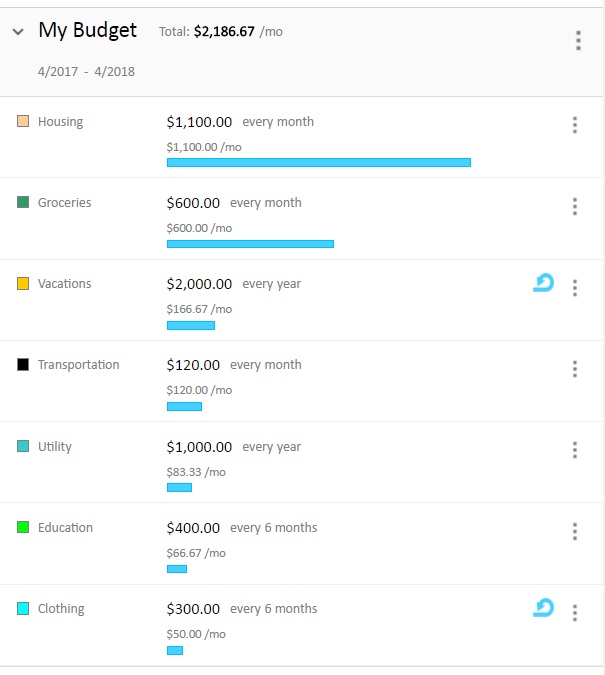 My Budget Total: $2,186.67 /mo
4/2017 - 4/2018
Housing $1,100.00 every month
$1,100.00 /mo
Groceries $600.00 every month
$600.00 /mo
Vacations $2,000.00 every year
$166.67 /mo
Transportation $120.00 every month
$120.00 /mo
Utility $1,000.00 every year
$83.33 /mo
Education $400.00 every 6 months
$66.67 /mo
Clothing $300.00 every 6 months
$50.00 /mo